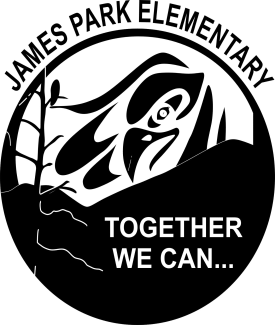 JAMES PARK ELEMENTARY
TOGETHER
WE CAN...